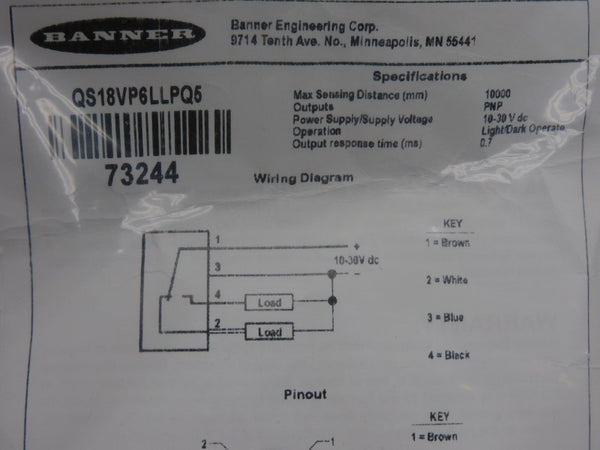 BANNER
Banner Engineering Corp.
9714 Tenth Ave. No., Minneapolis, MN 55441
QS18VP6LLPQ5
73244
Specifications
Max Sensing Distance (mm) 10000
Outputs PNP
Power Supply/Supply Voltage 10-30 V dc
Operation Light/Dark Operate
Output response time (ms) 0.7
Wiring Diagram
KEY
1 = Brown
2 = White
3 = Blue
4 = Black
1
+
10-30V dc
3
–
4
Load
2
Load
Pinout
KEY
1 = Brown
2
1